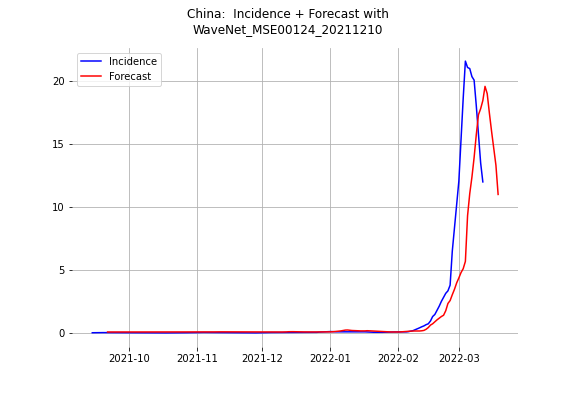 China:  Incidence + Forecast with
WaveNet_MSE00124_20211210
Incidence
Forecast
20
15
10
5
0
2021-10
2021-11
2021-12
2022-01
2022-02
2022-03